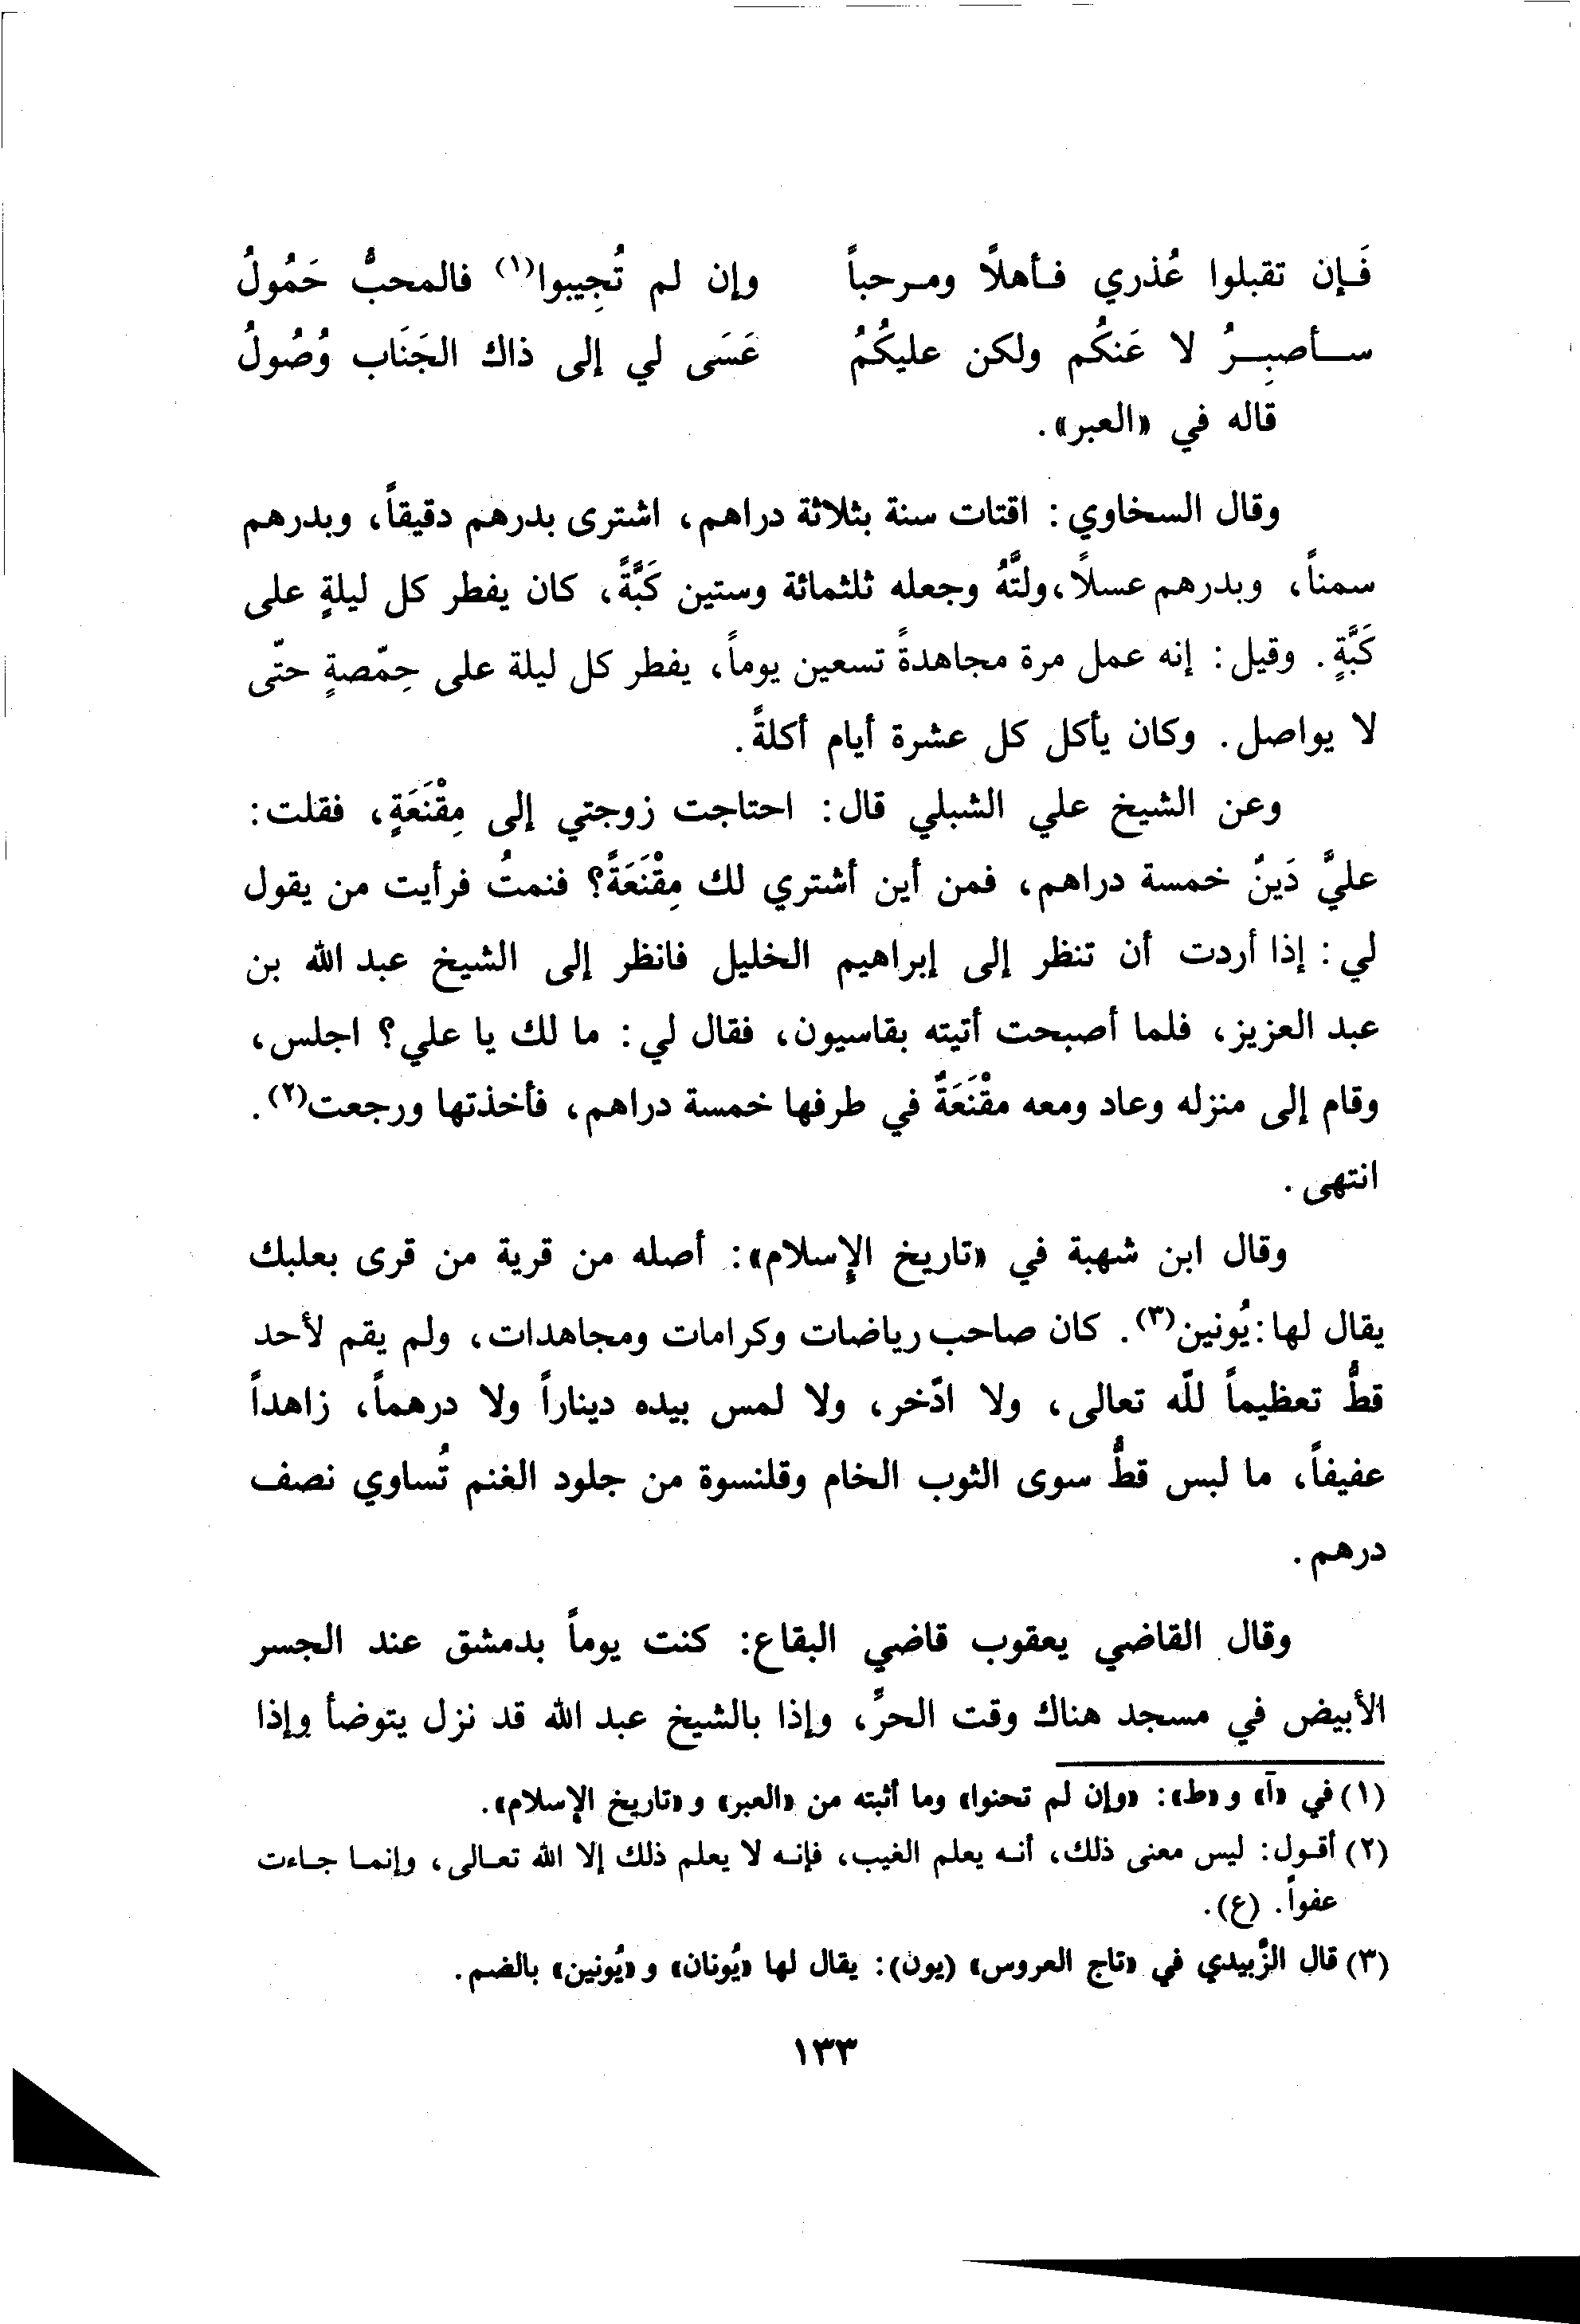 فَـإن تقبلوا عُذري فـأهلاً ومـرحباً وإن لم تُجِيبوا(١) فالمحبُّ حَمُولُ
ســأصبِــرُ لا عَنكُم ولكن عليكُمُ عَسَى لي إلى ذاك الجَنَاب وُصُولُ
قاله في «العبر».
وقال السخاوي: اقتات سنة بثلاثة دراهم، اشترى بدرهم دقيقاً، وبدرهم
سمناً، وبدرهم عسلاً، ولتَّهُ وجعله ثلثمائة وستين كَبَّةً، كان يفطر كل ليلةٍ على
كَبَّةٍ. وقيل: إنه عمل مرة مجاهدةً تسعين يوماً، يفطر كل ليلة على حِمّصةٍ حتّى
لا يواصل. وكان يأكل كل عشرة أيام أكلةً.
وعن الشيخ علي الشبلي قال: احتاجت زوجتي إلى مِقْنَعَةٍ، فقلت:
عليَّ دَينٌ خمسة دراهم، فمن أين أشتري لك مِقْنَعَةً؟ فنمتُ فرأيت من يقول
لي: إذا أردت أن تنظر إلى إبراهيم الخليل فانظر إلى الشيخ عبد الله بن
عبد العزيز، فلما أصبحت أتيته بقاسيون، فقال لي: ما لك يا علي؟ اجلس،
وقام إلى منزله وعاد ومعه مقْنَعَةٌ في طرفها خمسة دراهم، فأخذتها ورجعت(٢).
انتهى.
وقال ابن شهبة في «تاريخ الإسلام»: أصله من قرية من قرى بعلبك
يقال لها: يُونين(٣). كان صاحب رياضات وكرامات ومجاهدات، ولم يقم لأحد
قطُّ تعظيماً للّه تعالى، ولا ادّخر، ولا لمس بيده ديناراً ولا درهماً، زاهداً
عفيفاً، ما لبس قطُّ سوى الثوب الخام وقلنسوة من جلود الغنم تُساوي نصف
درهم.
وقال القاضي يعقوب قاضي البقاع: كنت يوماً بدمشق عند الجسر
الأبيض في مسجد هناك وقت الحرِّ، وإذا بالشيخ عبد الله قد نزل يتوضأ وإذا
(١) في «آ» و«ط»: «وإن لم تحنوا» وما أثبته من «العبر» و«تاريخ الإسلام».
(٢) أقـول: ليس معنى ذلك، أنـه يعلم الغيب، فإنـه لا يعلم ذلك إلا الله تعـالى، وإنمـا جـاءت
عفواً. (ع).
(٣) قال الزَّبيدي في «تاج العروس» (يون): يقال لها «يُونان» و«يُونين» بالضم.
١٣٣